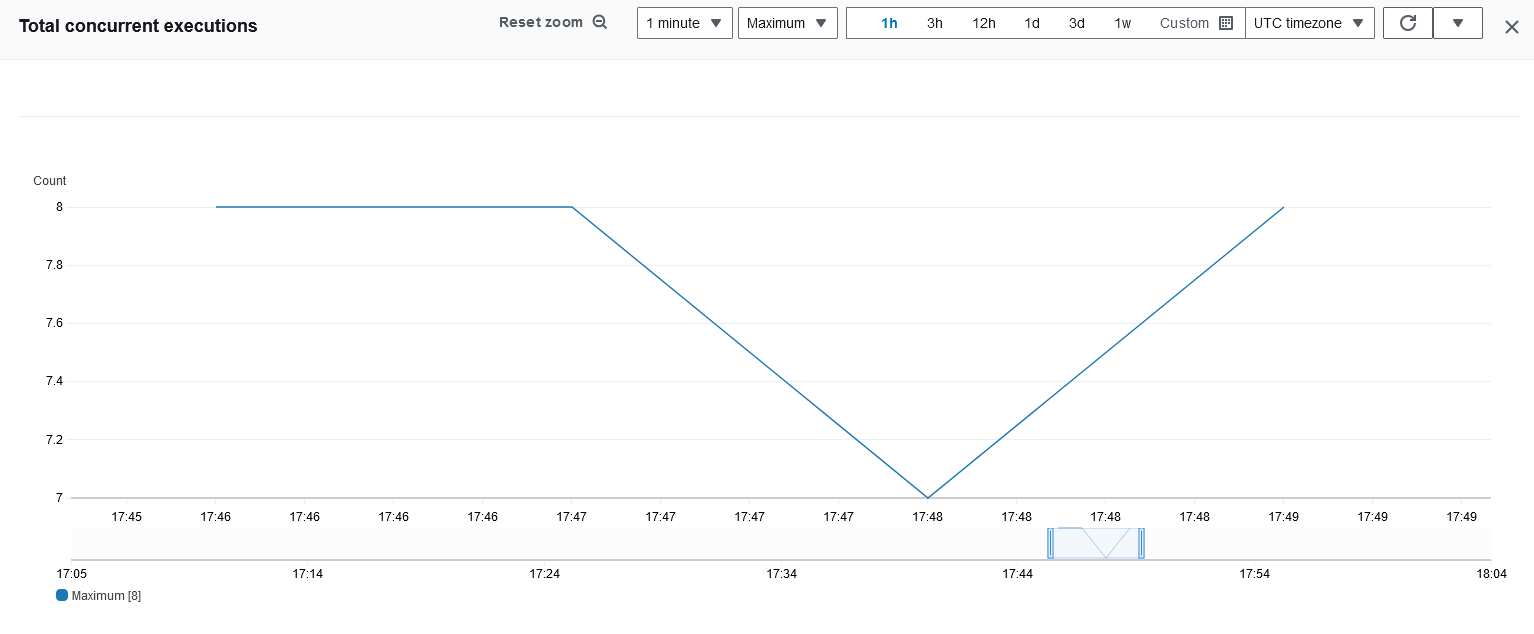 Total concurrent executions
Reset zoom
1 minute
Maximum
1h 3h 12h 1d 3d 1w Custom
UTC timezone
Count
8
7.8
7.6
7.4
7.2
7
17:45 17:46 17:46 17:46 17:46 17:47 17:47 17:47 17:47 17:48 17:48 17:48 17:48 17:49 17:49 17:49
17:05 17:14 17:24 17:34 17:44 17:54 18:04
Maximum [8]